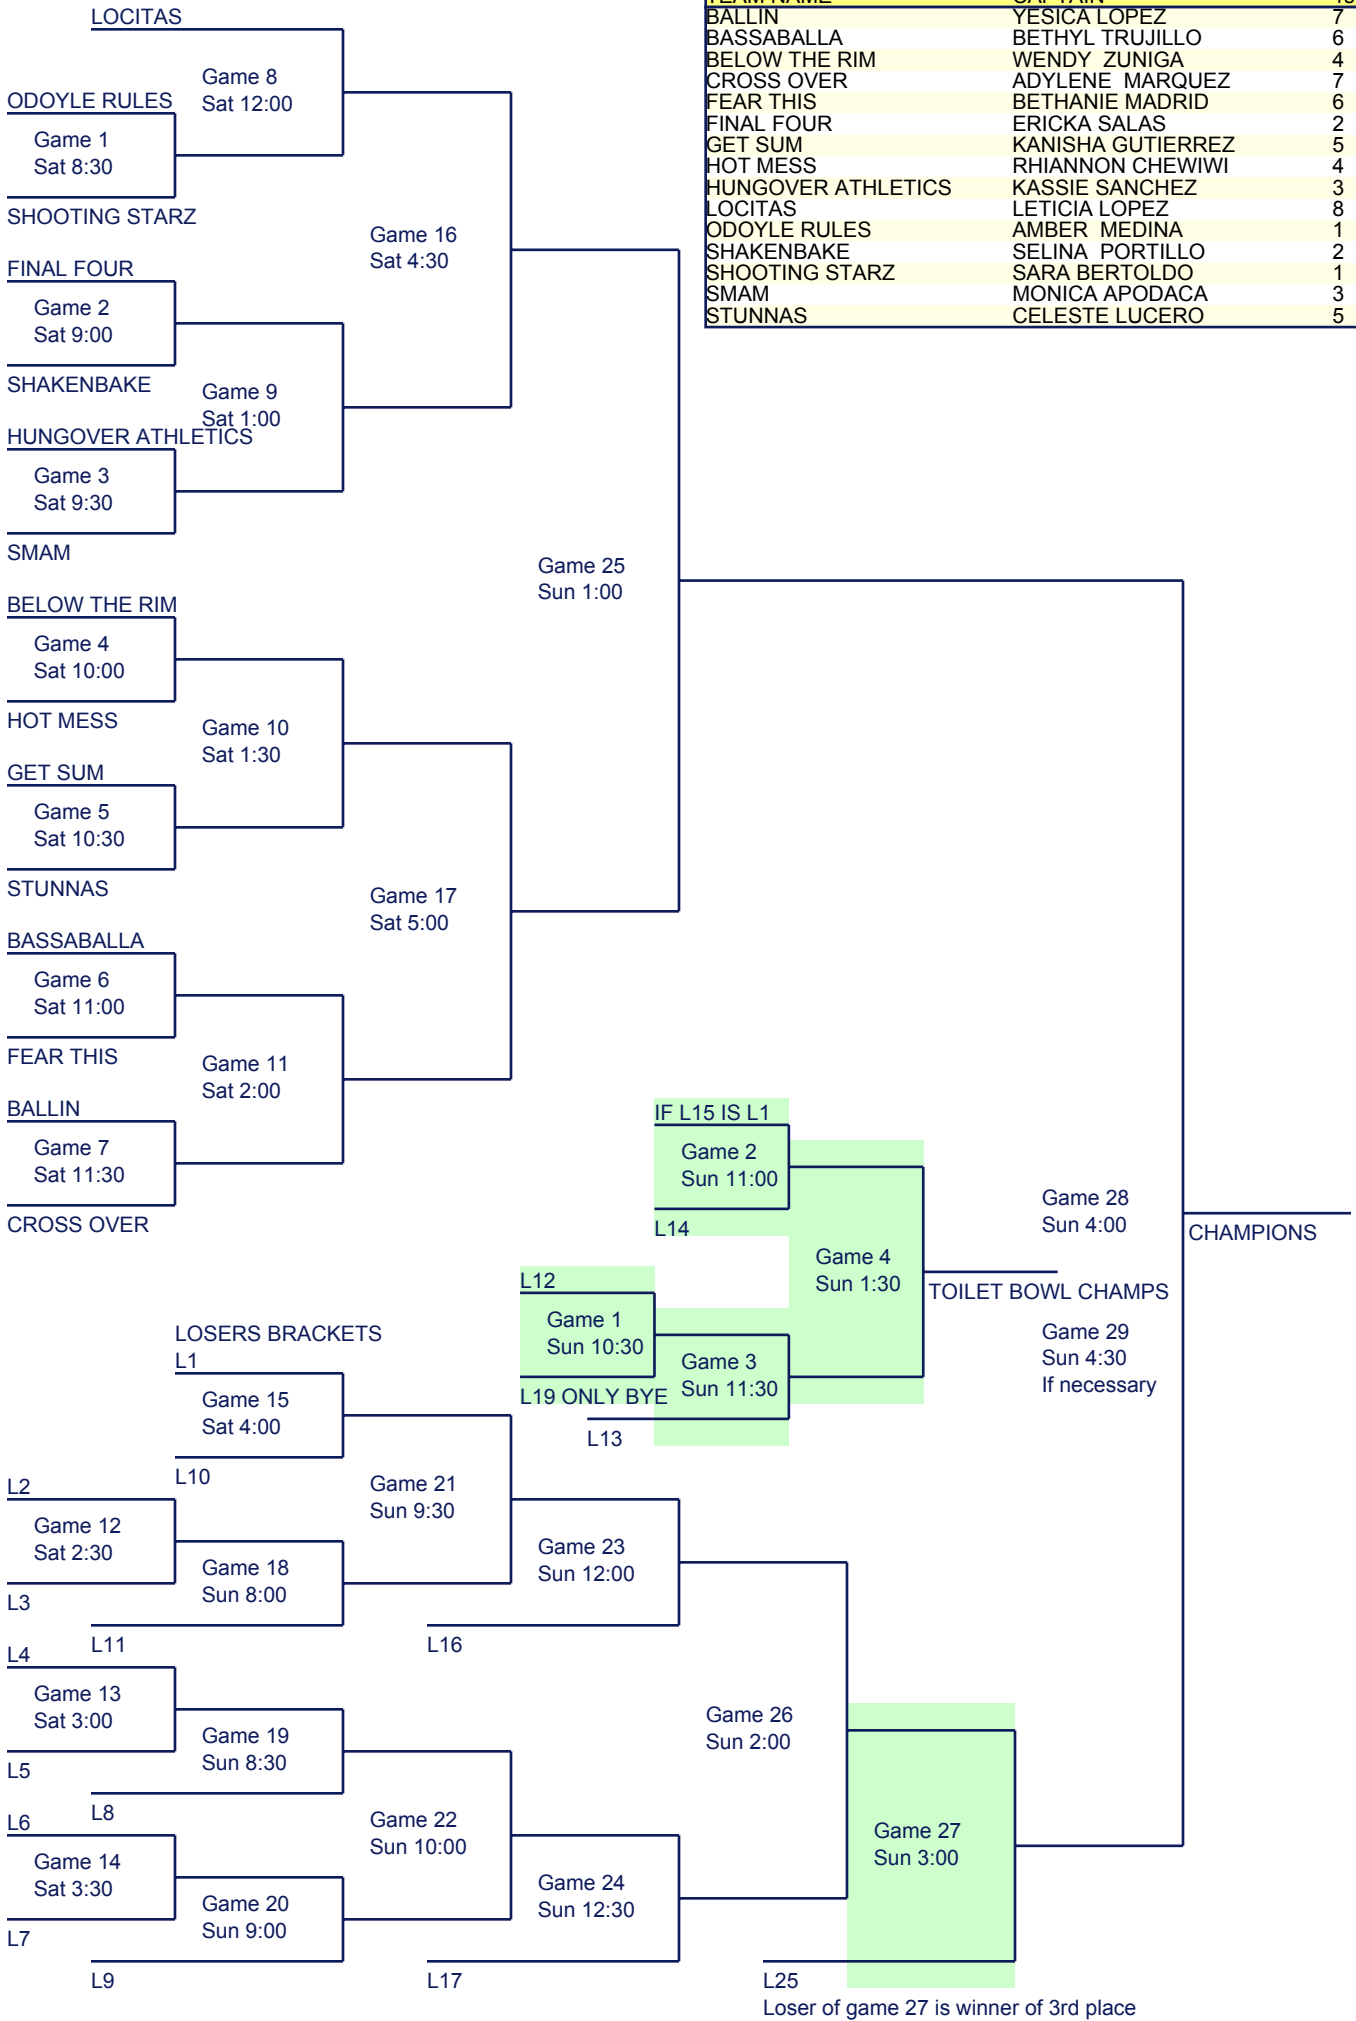 LOCITAS
Game 8
Sat 12:00
ODOYLE RULES
Game 1
Sat 8:30
SHOOTING STARZ
Game 16
Sat 4:30
FINAL FOUR
Game 2
Sat 9:00
SHAKENBAKE
Game 9
Sat 1:00
HUNGOVER ATHLETICS
Game 3
Sat 9:30
SMAM
Game 25
Sun 1:00
BELOW THE RIM
Game 4
Sat 10:00
HOT MESS
Game 10
Sat 1:30
GET SUM
Game 5
Sat 10:30
STUNNAS
Game 17
Sat 5:00
BASSABALLA
Game 6
Sat 11:00
FEAR THIS
Game 11
Sat 2:00
BALLIN
Game 7
Sat 11:30
CROSS OVER
BALLIN YESICA LOPEZ 7
BASSABALLA BETHYL TRUJILLO 6
BELOW THE RIM WENDY ZUNIGA 4
CROSS OVER ADYLENE MARQUEZ 7
FEAR THIS BETHANIE MADRID 6
FINAL FOUR ERICKA SALAS 2
GET SUM KANISHA GUTIERREZ 5
HOT MESS RHIANNON CHEWIWI 4
HUNGOVER ATHLETICS KASSIE SANCHEZ 3
LOCITAS LETICIA LOPEZ 8
ODOYLE RULES AMBER MEDINA 1
SHAKENBAKE SELINA PORTILLO 2
SHOOTING STARZ SARA BERTOLDO 1
SMAM MONICA APODACA 3
STUNNAS CELESTE LUCERO 5
IF L15 IS L1
Game 2
Sun 11:00
L14
Game 4
Sun 1:30
L12
Game 1
Sun 10:30
L19 ONLY BYE
Game 3
Sun 11:30
L13
TOILET BOWL CHAMPS
Game 28
Sun 4:00
CHAMPIONS
Game 29
Sun 4:30
If necessary
LOSERS BRACKETS
L1
Game 15
Sat 4:00
L10
Game 21
Sun 9:30
L2
Game 12
Sat 2:30
L3
Game 18
Sun 8:00
L11
Game 23
Sun 12:00
L16
L4
Game 13
Sat 3:00
L5
Game 19
Sun 8:30
L8
Game 26
Sun 2:00
L6
Game 14
Sat 3:30
L7
Game 22
Sun 10:00
Game 20
Sun 9:00
L9
Game 24
Sun 12:30
L17
Game 27
Sun 3:00
L25
Loser of game 27 is winner of 3rd place